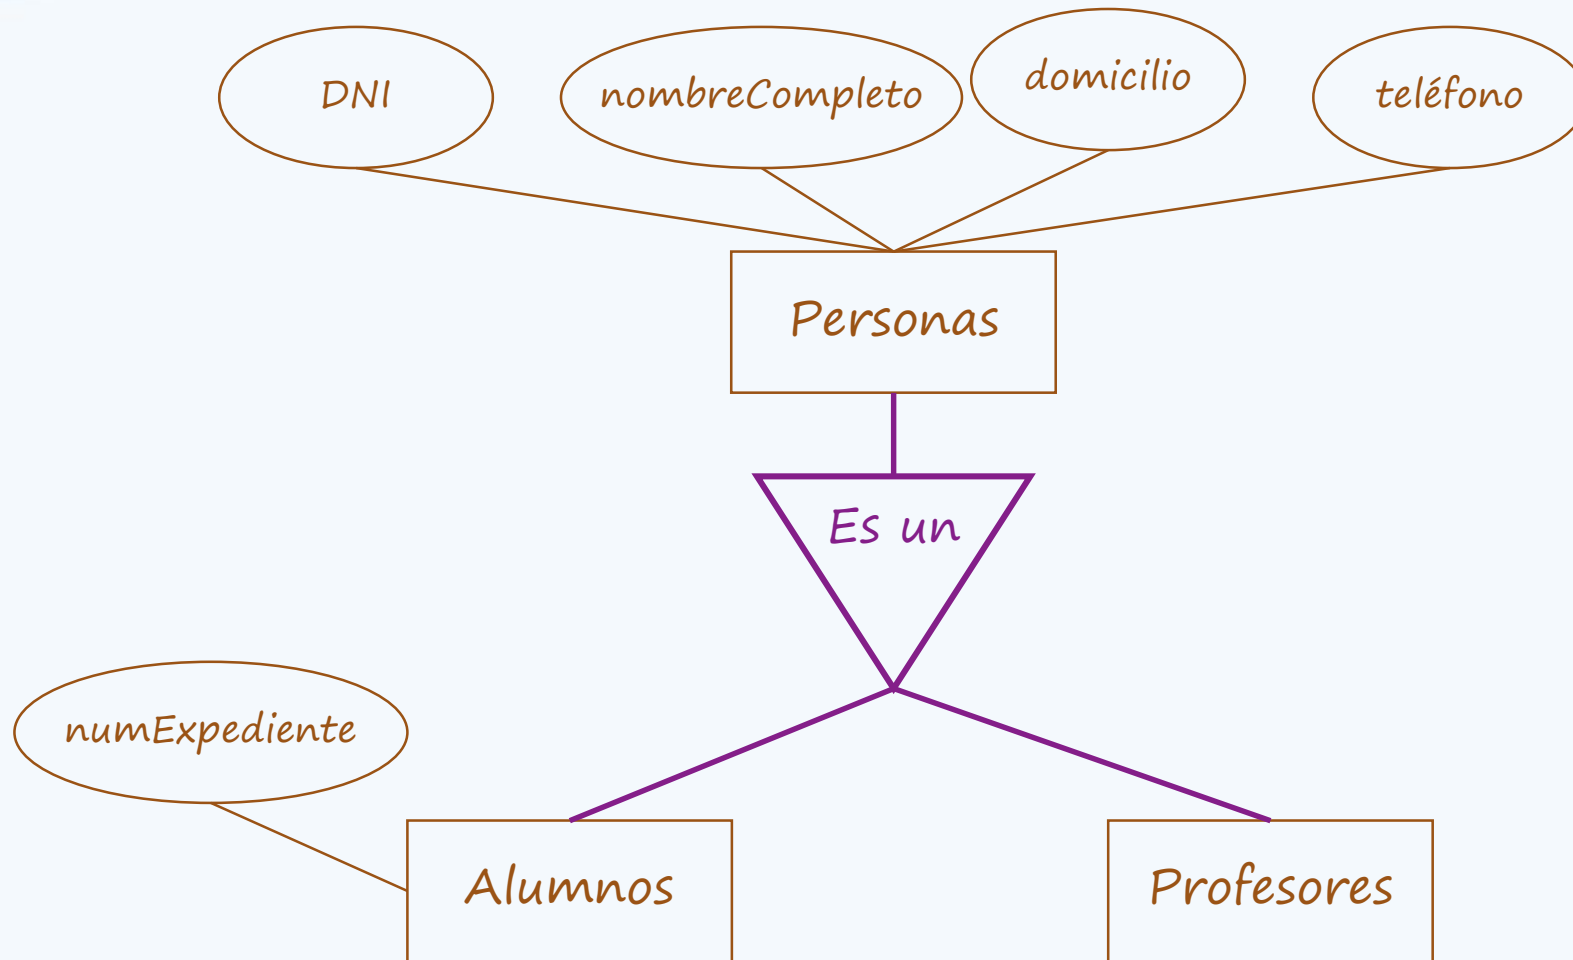 DNI
nombreCompleto
domicilio
teléfono
Personas
Es un
numExpediente
Alumnos
Profesores